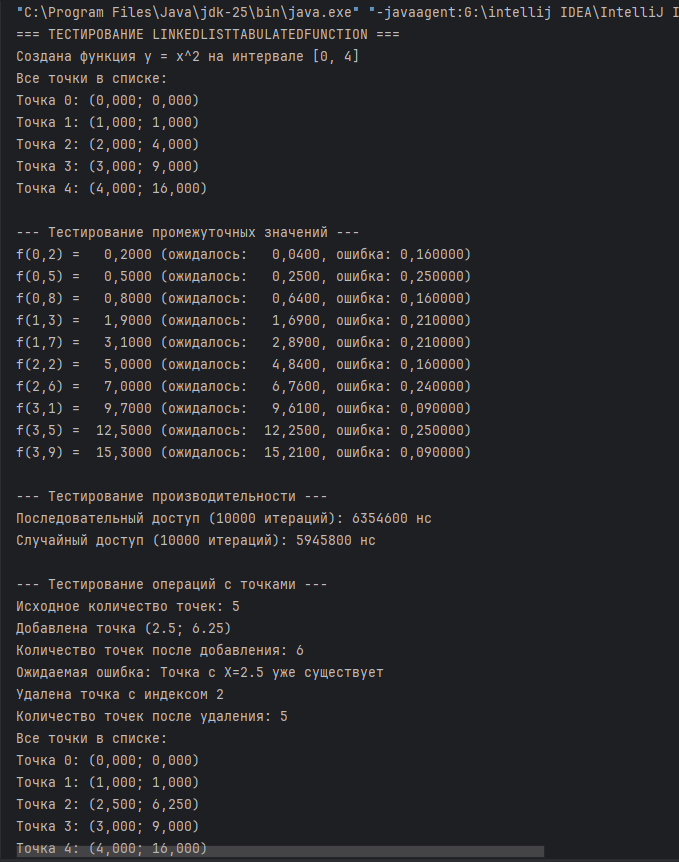 "C:\Program Files\Java\jdk-25\bin\java.exe" "-javaagent:G:\intellij IDEA\IntelliJ I
=== ТЕСТИРОВАНИЕ LINKEDLISTTABULATEDFUNCTION ===
Создана функция y = x^2 на интервале [0, 4]
Все точки в списке:
Точка 0: (0,000; 0,000)
Точка 1: (1,000; 1,000)
Точка 2: (2,000; 4,000)
Точка 3: (3,000; 9,000)
Точка 4: (4,000; 16,000)
--- Тестирование промежуточных значений ---
f(0,2) =   0,2000 (ожидалось:   0,0400, ошибка: 0,160000)
f(0,5) =   0,5000 (ожидалось:   0,2500, ошибка: 0,250000)
f(0,8) =   0,8000 (ожидалось:   0,6400, ошибка: 0,160000)
f(1,3) =   1,9000 (ожидалось:   1,6900, ошибка: 0,210000)
f(1,7) =   3,1000 (ожидалось:   2,8900, ошибка: 0,210000)
f(2,2) =   5,0000 (ожидалось:   4,8400, ошибка: 0,160000)
f(2,6) =   7,0000 (ожидалось:   6,7600, ошибка: 0,240000)
f(3,1) =   9,7000 (ожидалось:   9,6100, ошибка: 0,090000)
f(3,5) =  12,5000 (ожидалось:  12,2500, ошибка: 0,250000)
f(3,9) =  15,3000 (ожидалось:  15,2100, ошибка: 0,090000)
--- Тестирование производительности ---
Последовательный доступ (10000 итераций): 6354600 нс
Случайный доступ (10000 итераций): 5945800 нс
--- Тестирование операций с точками ---
Исходное количество точек: 5
Добавлена точка (2.5; 6.25)
Количество точек после добавления: 6
Ожидаемая ошибка: Точка с X=2.5 уже существует
Удалена точка с индексом 2
Количество точек после удаления: 5
Все точки в списке:
Точка 0: (0,000; 0,000)
Точка 1: (1,000; 1,000)
Точка 2: (2,500; 6,250)
Точка 3: (3,000; 9,000)
Точка 4: (4,000; 16,000)